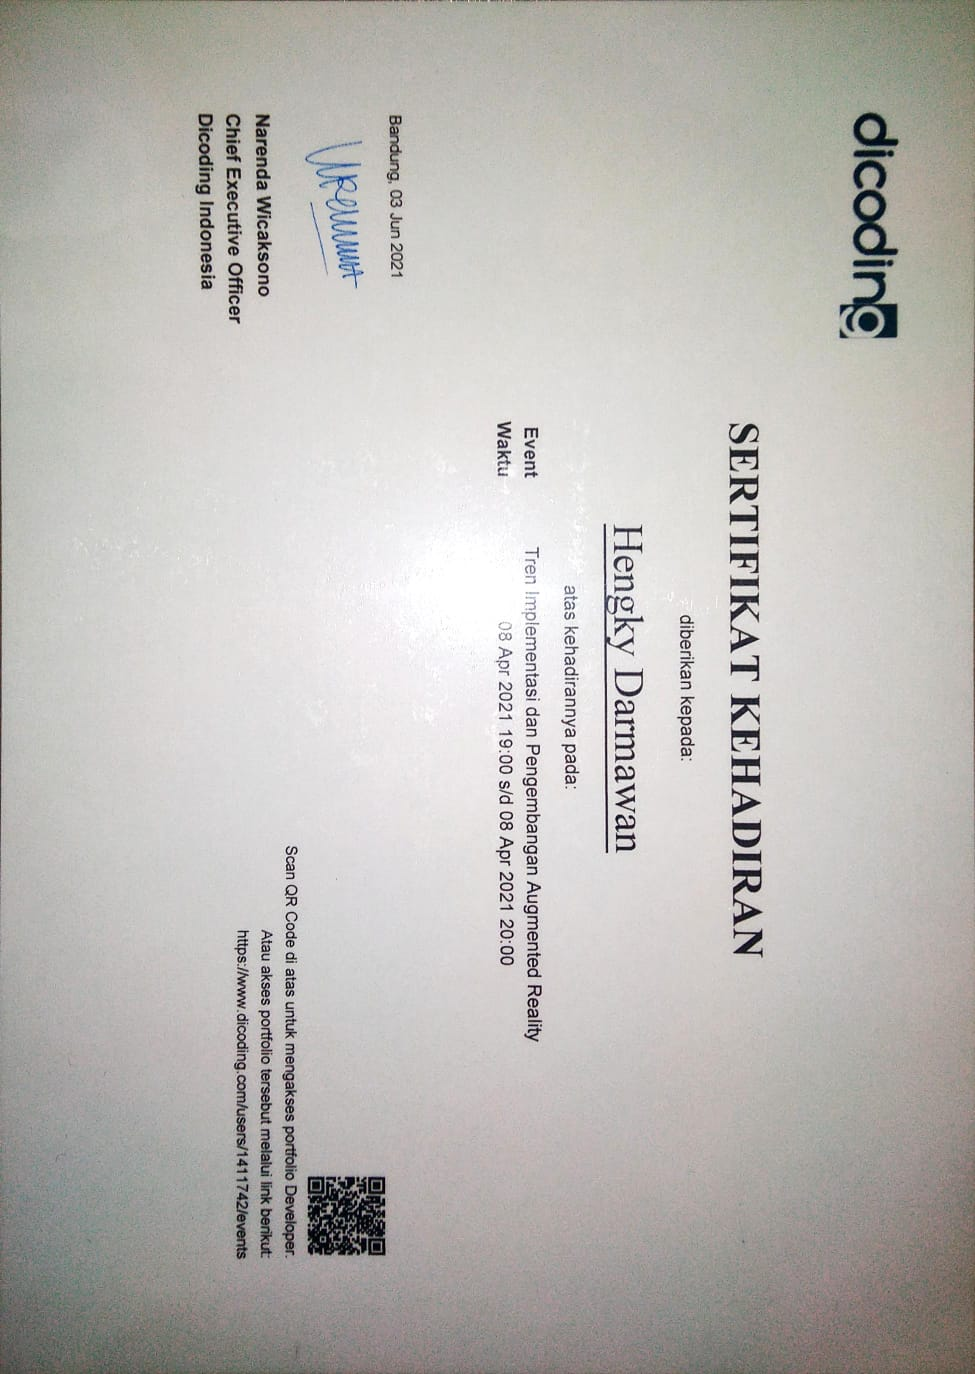 dicoding
SERTIFIKAT KEHADIRAN
diberikan kepada:
Hengky Darmawan
atas kehadirannya pada:
Event Tren Implementasi dan Pengembangan Augmented Reality
Waktu 08 Apr 2021 19:00 s/d 08 Apr 2021 20:00
Bandung, 03 Jun 2021
Narenda Wicaksono
Chief Executive Officer
Dicoding Indonesia
Scan QR Code di atas untuk mengakses portfolio Developer.
Atau akses portfolio tersebut melalui link berikut:
https://www.dicoding.com/users/1411742/events